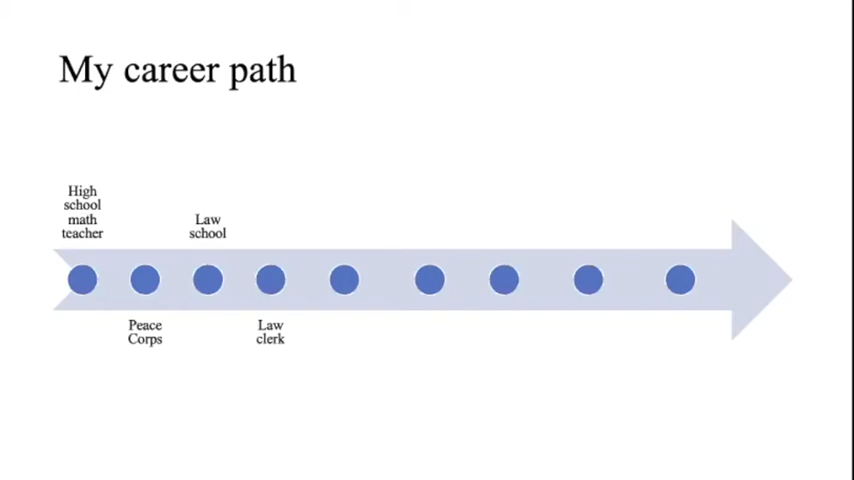 My career path
High
school
math
teacher
Law
school
Peace
Corps
Law
clerk